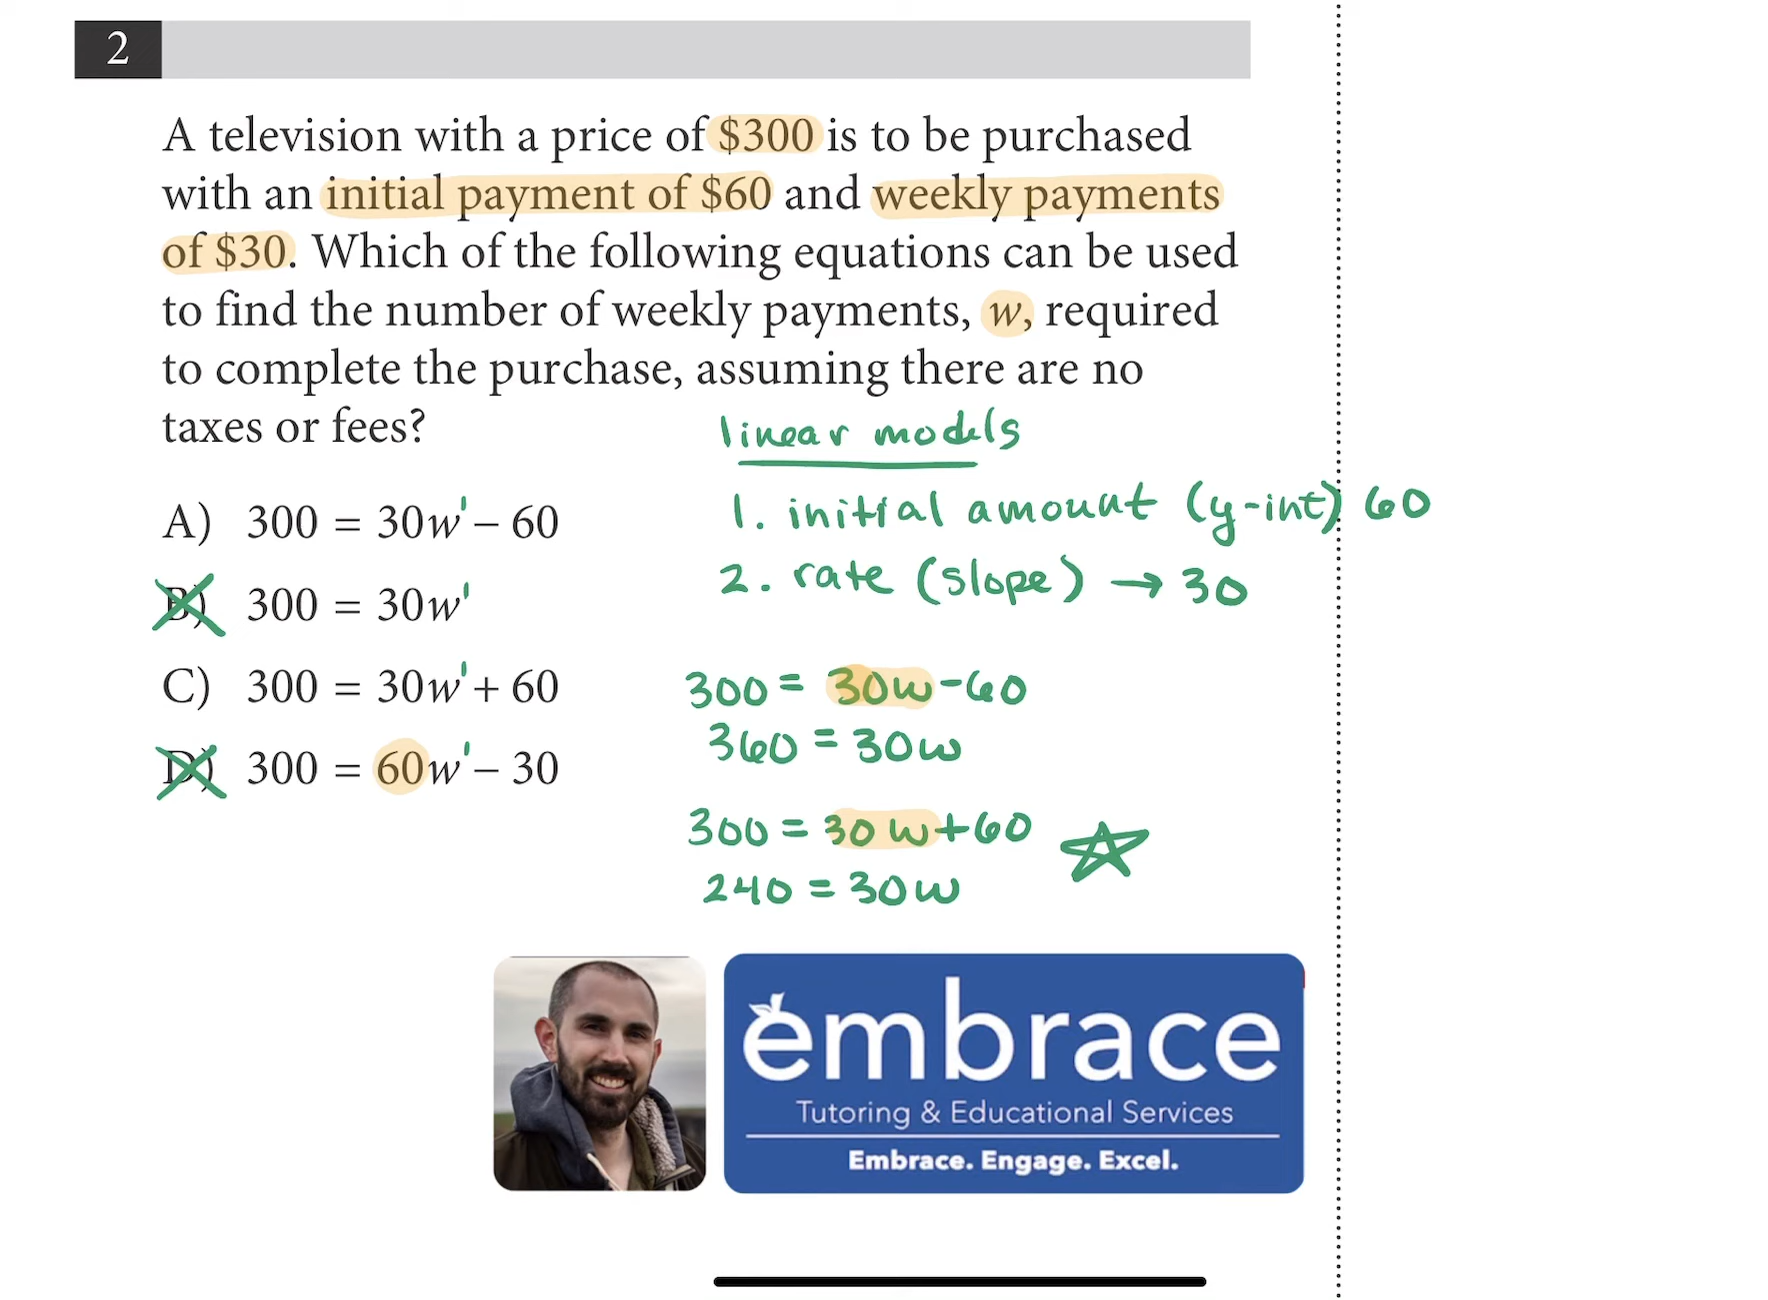 2
A television with a price of $300 is to be purchased
with an initial payment of $60 and weekly payments
of $30. Which of the following equations can be used
to find the number of weekly payments, w, required
to complete the purchase, assuming there are no
taxes or fees?
A) 300 = 30w' – 60
B) 300 = 30w'
C) 300 = 30w' + 60
D) 300 = 60w' – 30
linear models
1. initial amount (y-int) 60
2. rate (slope) → 30
300 = 30w - 60
360 = 30w
300 = 30w + 60
240 = 30w
embrace
Tutoring & Educational Services
Embrace. Engage. Excel.